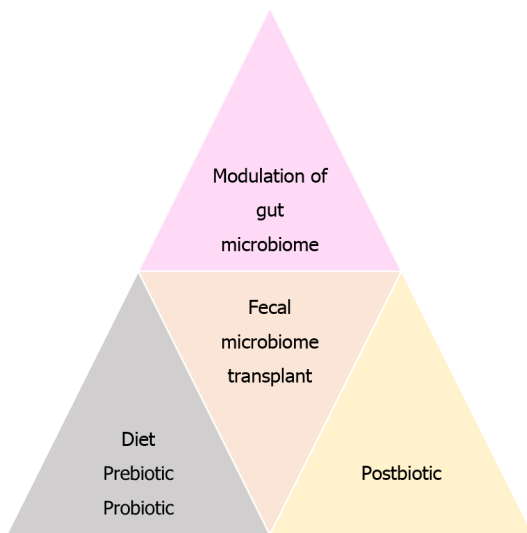 Modulation of
gut
microbiome
Fecal
microbiome
transplant
Diet
Prebiotic
Probiotic
Postbiotic